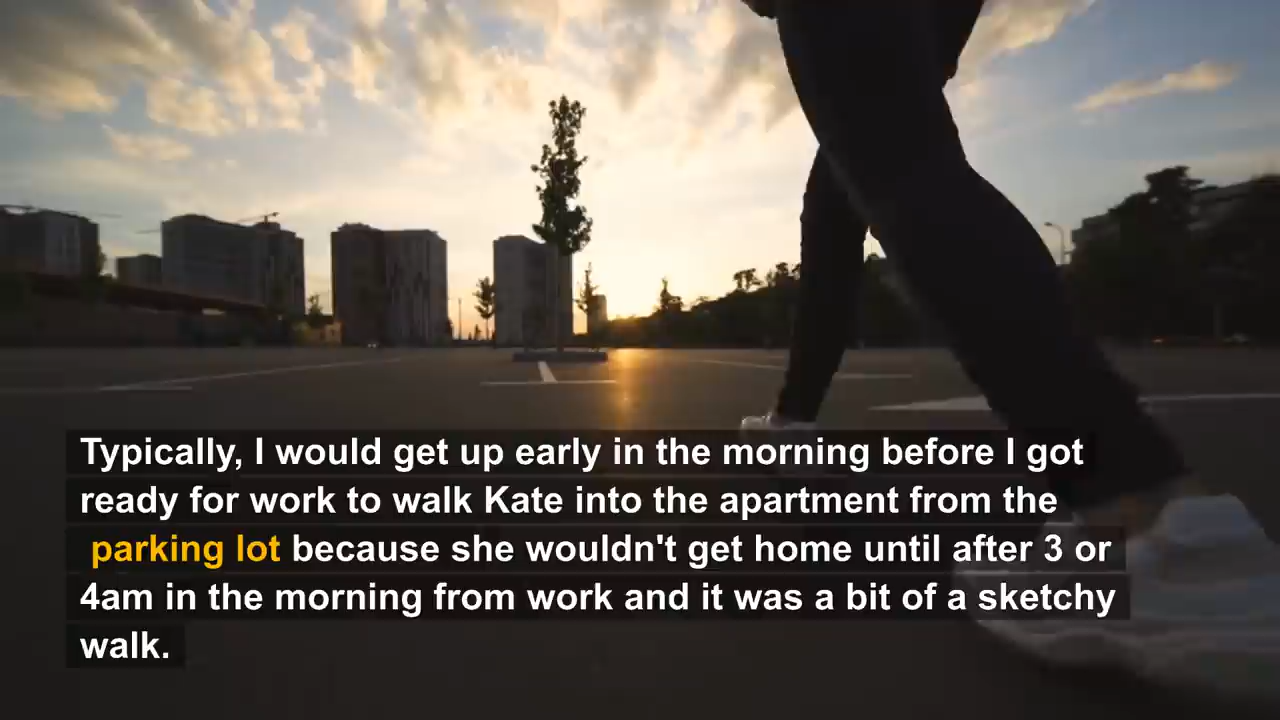 Typically, I would get up early in the morning before I got
ready for work to walk Kate into the apartment from the
parking lot because she wouldn't get home until after 3 or
4am in the morning from work and it was a bit of a sketchy
walk.